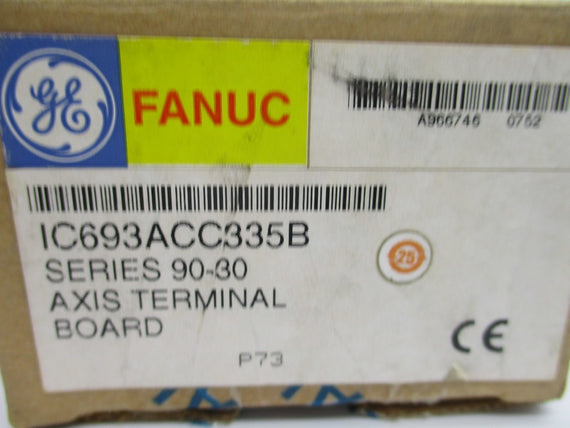 GE FANUC
A966746 0752
IC693ACC335B
SERIES 90-30
AXIS TERMINAL
BOARD
25
CE
P73